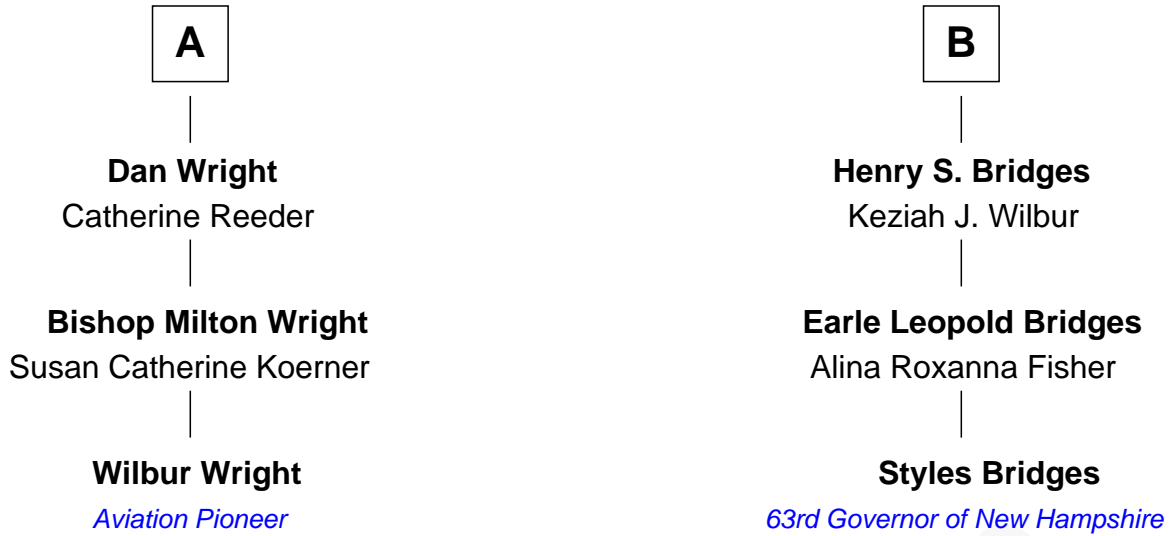 A
B
Dan Wright
Catherine Reeder
Henry S. Bridges
Keziah J. Wilbur
Bishop Milton Wright
Susan Catherine Koerner
Earle Leopold Bridges
Alina Roxanna Fisher
Wilbur Wright
Aviation Pioneer
Styles Bridges
63rd Governor of New Hampshire